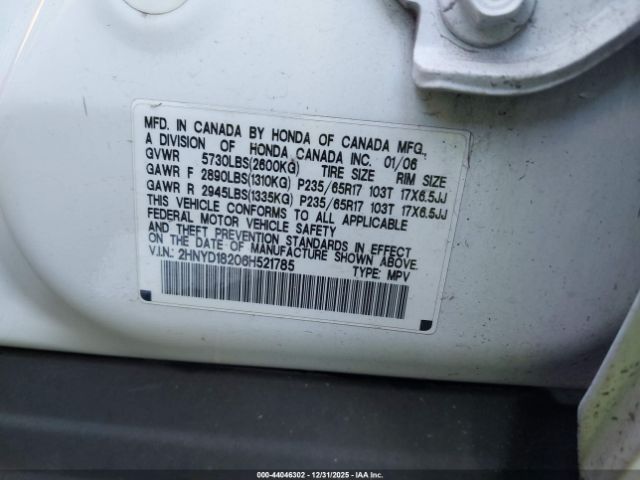 MFD. IN CANADA BY HONDA OF CANADA MFG.,
A DIVISION OF HONDA CANADA INC. 01/06
GVWR 5730LBS(2600KG) TIRE SIZE RIM SIZE
GAWR F 2890LBS(1310KG) P235/65R17 103T 17X6.5JJ
GAWR R 2945LBS(1335KG) P235/65R17 103T 17X6.5JJ
THIS VEHICLE CONFORMS TO ALL APPLICABLE
FEDERAL MOTOR VEHICLE SAFETY
AND THEFT PREVENTION STANDARDS IN EFFECT
ON THE DATE OF MANUFACTURE SHOWN ABOVE.
V.I.N.: 2HNYD18206H521785 TYPE: MPV
000-44046302 - 12/31/2025 - IAAI.COM